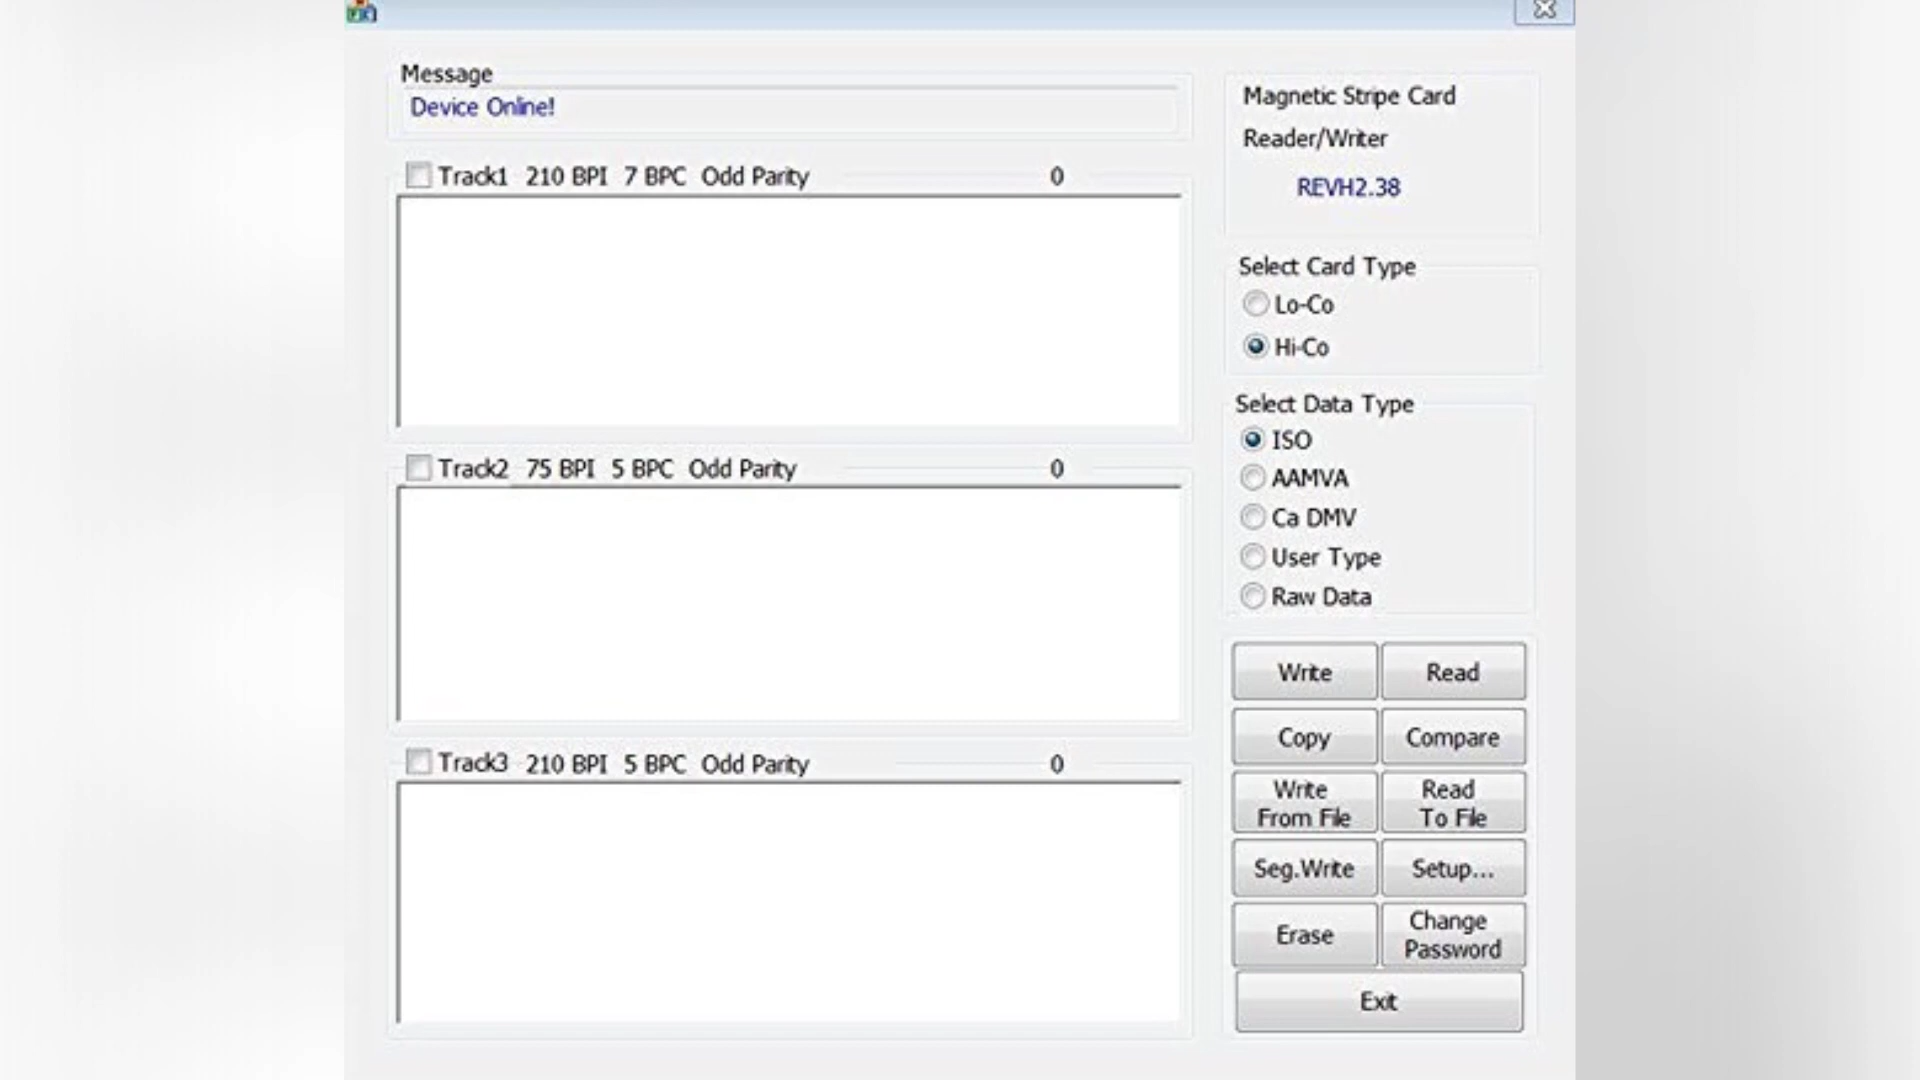 Message
Device Online!
Track1 210 BPI 7 BPC Odd Parity 0
Track2 75 BPI 5 BPC Odd Parity 0
Track3 210 BPI 5 BPC Odd Parity 0
Magnetic Stripe Card
Reader/Writer
REVH2.38
Select Card Type
Lo-Co
Hi-Co
Select Data Type
ISO
AAMVA
Ca DMV
User Type
Raw Data
Write
Read
Copy
Compare
Write
From File
Read
To File
Seg.Write
Setup...
Erase
Change
Password
Exit